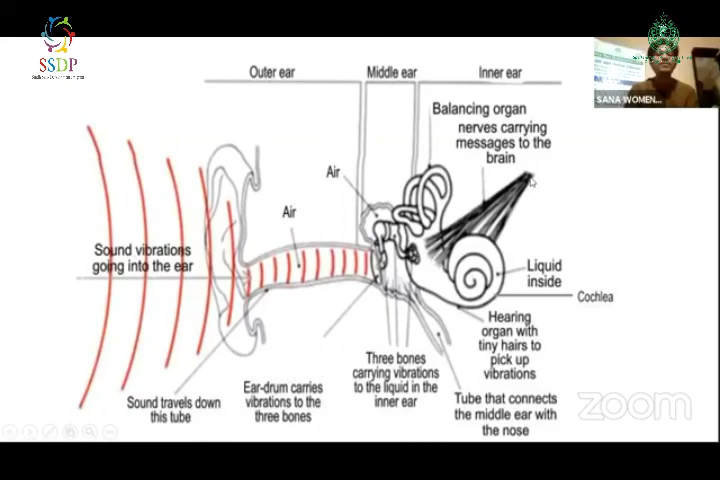 SSDP
Outer ear
Middle ear
Inner ear
Balancing organ
nerves carrying
messages to the
brain
Air
Air
Sound vibrations
going into the ear
Liquid
inside
Cochlea
Hearing
organ with
tiny hairs to
pick up
vibrations
Three bones
carrying vibrations
to the liquid in the
inner ear
Ear-drum carries
vibrations to the
three bones
Sound travels down
this tube
Tube that connects
the middle ear with
the nose
SANA WOMEN...
zoom